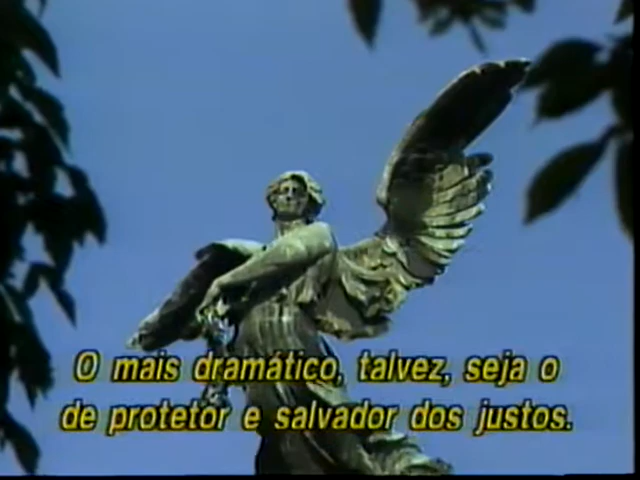 O mais dramático, talvez, seja o
de protetor e salvador dos justos.